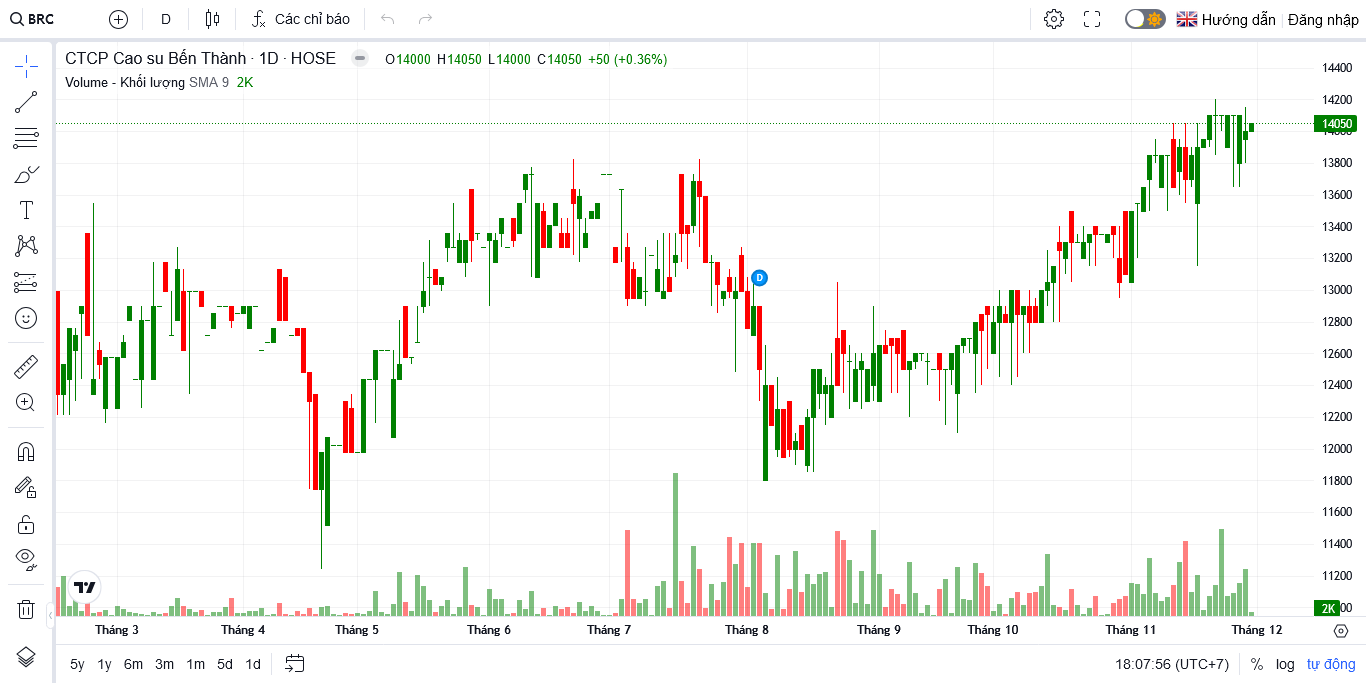 BRC D Các chỉ báo Hướng dẫn Đăng nhập
CTCP Cao su Bến Thành · 1D · HOSE O14000 H14050 L14000 C14050 +50 (+0.36%)
Volume - Khối lượng SMA 9 2K
14400
14200
14050
14000
13800
13600
13400
13200
13000
D
12800
12600
12400
12200
12000
11800
11600
11400
11200
2K
Tháng 3 Tháng 4 Tháng 5 Tháng 6 Tháng 7 Tháng 8 Tháng 9 Tháng 10 Tháng 11 Tháng 12
5y 1y 6m 3m 1m 5d 1d 18:07:56 (UTC+7) % log tự động